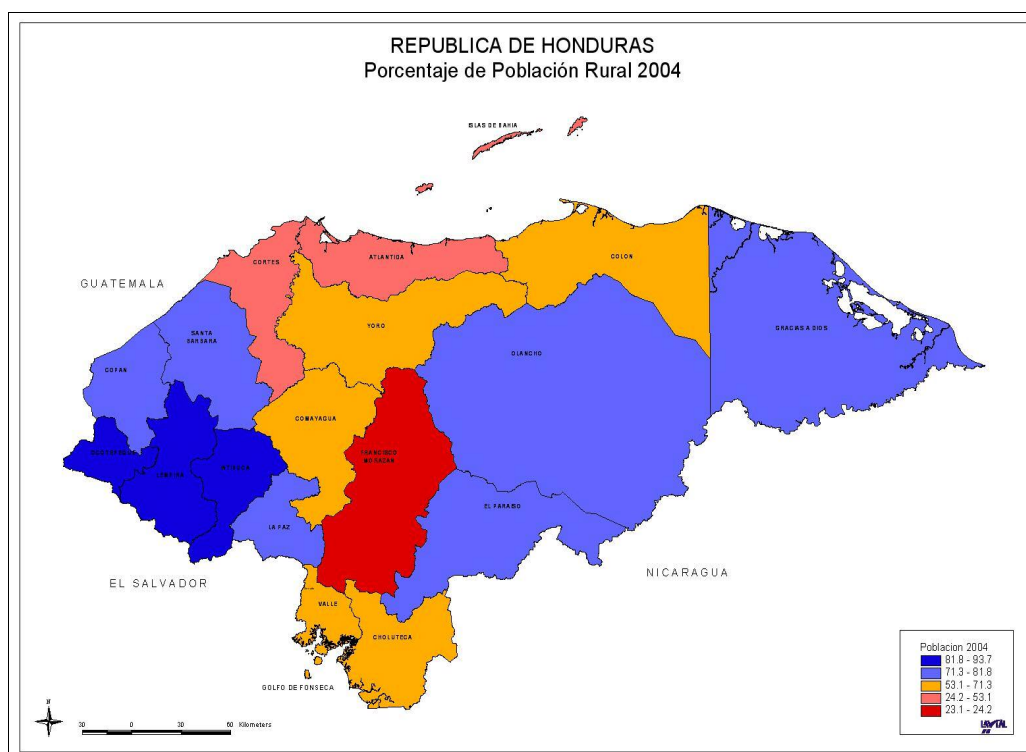 REPUBLICA DE HONDURAS
Porcentaje de Población Rural 2004
ISLAS DE BAHIA
GUATEMALA
CORTES
ATLANTIDA
COLON
SANTA
BARBARA
YORO
GRACIAS A DIOS
OLANCHO
COPAN
COMAYAGUA
FRANCISCO
MORAZAN
OCOTEPEQUE
LEMPIRA
INTIBUCA
EL PARAISO
LA PAZ
NICARAGUA
EL SALVADOR
VALLE
CHOLUTECA
GOLFO DE FONSECA
Poblacion 2004
81.8 - 93.7
71.3 - 81.8
53.1 - 71.3
24.2 - 53.1
23.1 - 24.2
N
30 0 30 60 Kilometers